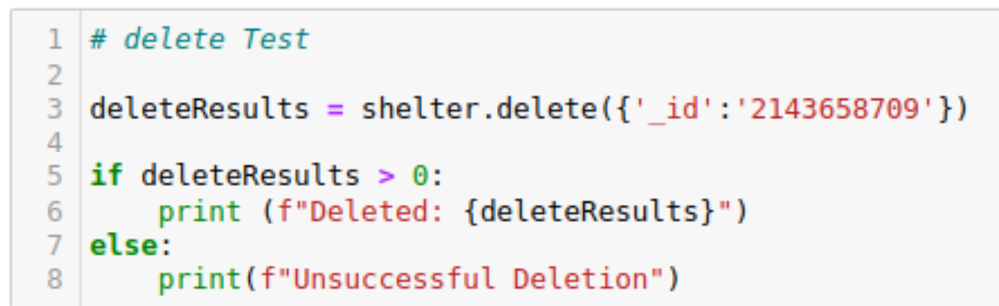 1 # delete Test
2
3 deleteResults = shelter.delete({'_id':'2143658709'})
4
5 if deleteResults > 0:
6     print (f"Deleted: {deleteResults}")
7 else:
8     print(f"Unsuccessful Deletion")